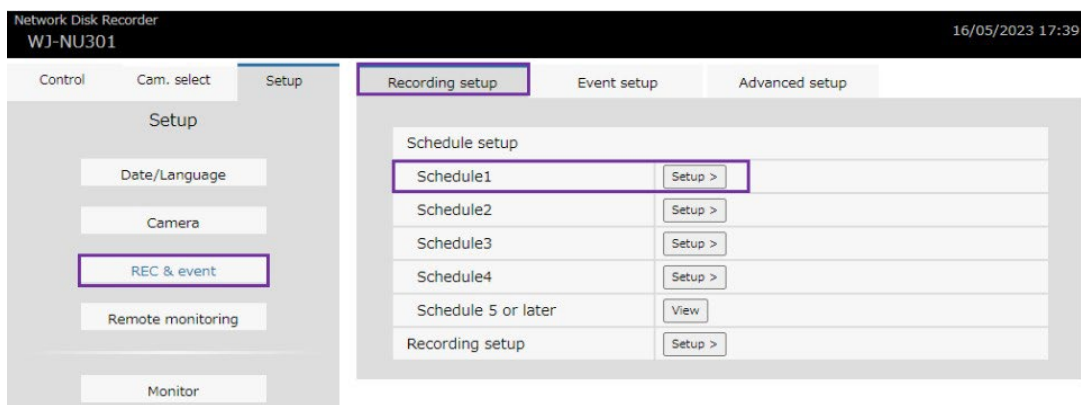 Network Disk Recorder
WJ-NU301
16/05/2023 17:39
Control Cam. select Setup
Setup
Date/Language
Camera
REC & event
Remote monitoring
Monitor
Recording setup Event setup Advanced setup
Schedule setup
Schedule1 Setup >
Schedule2 Setup >
Schedule3 Setup >
Schedule4 Setup >
Schedule 5 or later View
Recording setup Setup >